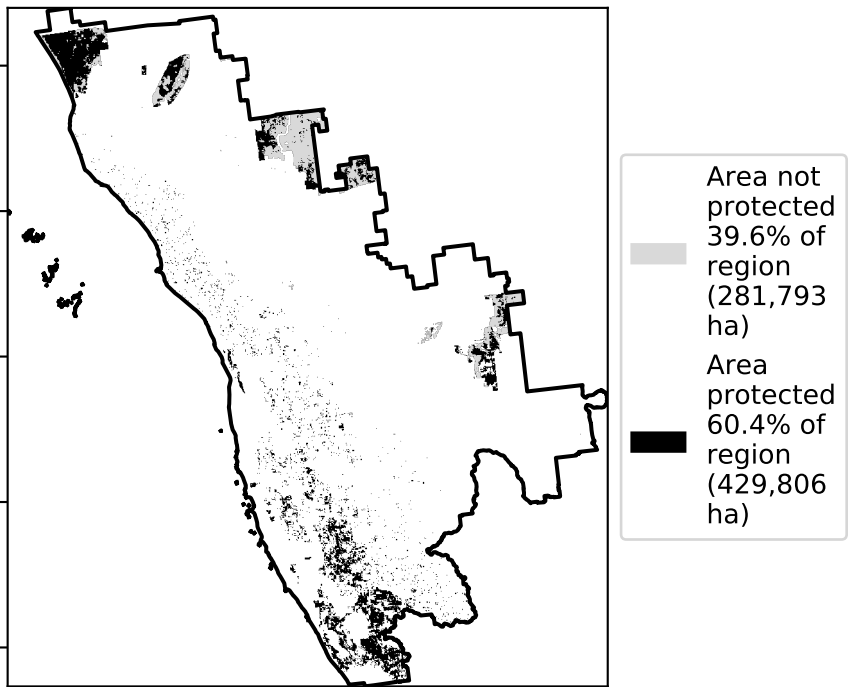 Area not
protected
39.6% of
region
(281,793
ha)
Area
protected
60.4% of
region
(429,806
ha)